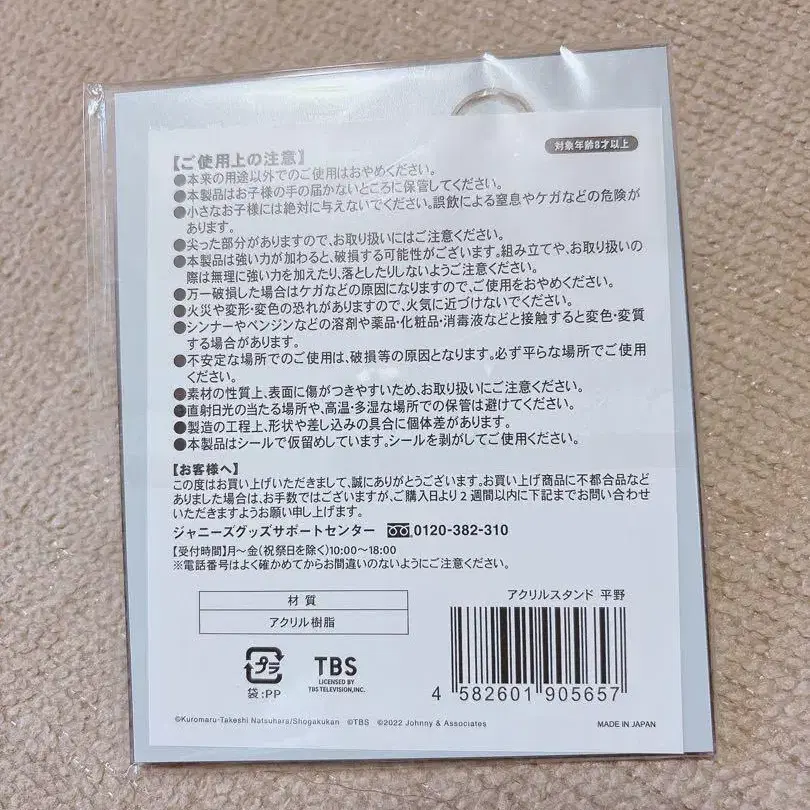 対象年齢8才以上
【ご使用上の注意】
●本来の用途以外でのご使用はおやめください。
●本製品はお子様の手の届かないところに保管してください。
●小さなお子様には絶対に与えないでください。誤飲による窒息やケガなどの危険が
あります。
●尖った部分がありますので、お取り扱いにはご注意ください。
●本製品は強い力が加わると、破損する可能性がございます。組み立てや、お取り扱いの
際は無理に強い力を加えたり、落としたりしないようご注意ください。
●万一破損した場合はケガなどの原因になりますので、ご使用をおやめください。
●火災や変形・変色の恐れがありますので、火気に近づけないでください。
●シンナーやベンジンなどの溶剤や薬品・化粧品・消毒液などと接触すると変色・変質
する場合があります。
●不安定な場所でのご使用は、破損等の原因となります。必ず平らな場所でご使用
ください。
●素材の性質上、表面に傷がつきやすいため、お取り扱いにご注意ください。
●直射日光の当たる場所や、高温・多湿な場所での保管は避けてください。
●製造の工程上、形状や差し込みの具合に個体差があります。
●本製品はシールで仮留めしています。シールを剥がしてご使用ください。
【お客様へ】
この度はお買い上げいただきまして、誠にありがとうございます。お買い上げ商品に不都合品など
ありました場合は、お手数ではございますが、ご購入日より2週間以内に下記までお問い合わせ
いただきますようお願い申し上げます。
ジャニーズグッズサポートセンター 0120-382-310
【受付時間】月〜金(祝祭日を除く)10:00〜18:00
※電話番号はよく確かめてからお間違いのないようにご注意ください。
材質
アクリル樹脂
アクリルスタンド 平野
プラ
袋:PP
TBS
LICENSED BY
TBS TELEVISION, INC.
4 582601 905657
©Kuromaru-Takeshi Natsuhara/Shogakukan ©TBS ©2022 Johnny & Associates
MADE IN JAPAN